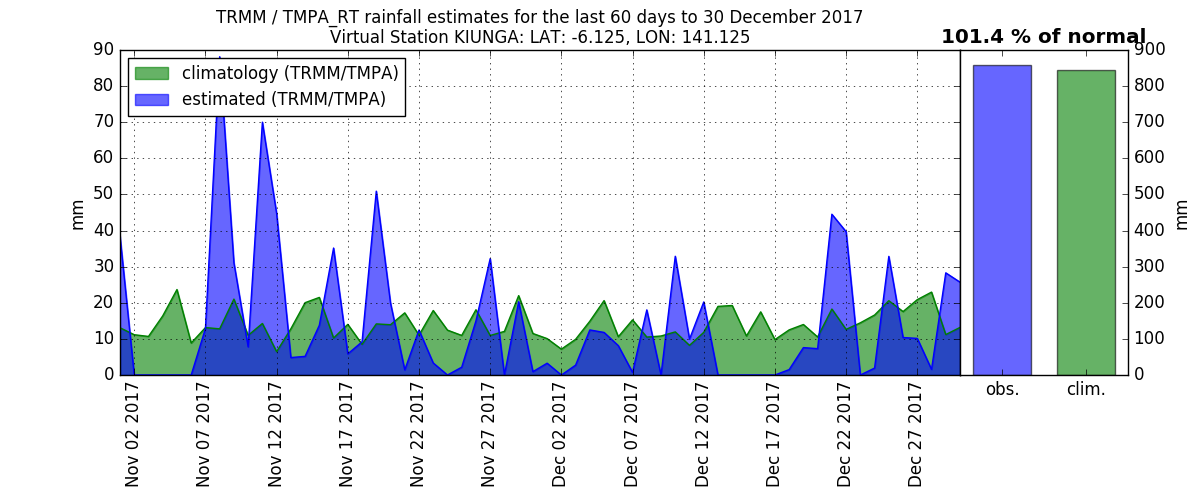 TRMM / TMPA_RT rainfall estimates for the last 60 days to 30 December 2017
Virtual Station KIUNGA: LAT: -6.125, LON: 141.125
101.4 % of normal
climatology (TRMM/TMPA)
estimated (TRMM/TMPA)
90
80
70
60
50
40
30
20
10
0
mm
Nov 02 2017
Nov 07 2017
Nov 12 2017
Nov 17 2017
Nov 22 2017
Nov 27 2017
Dec 02 2017
Dec 07 2017
Dec 12 2017
Dec 17 2017
Dec 22 2017
Dec 27 2017
obs.
clim.
900
800
700
600
500
400
300
200
100
0
mm